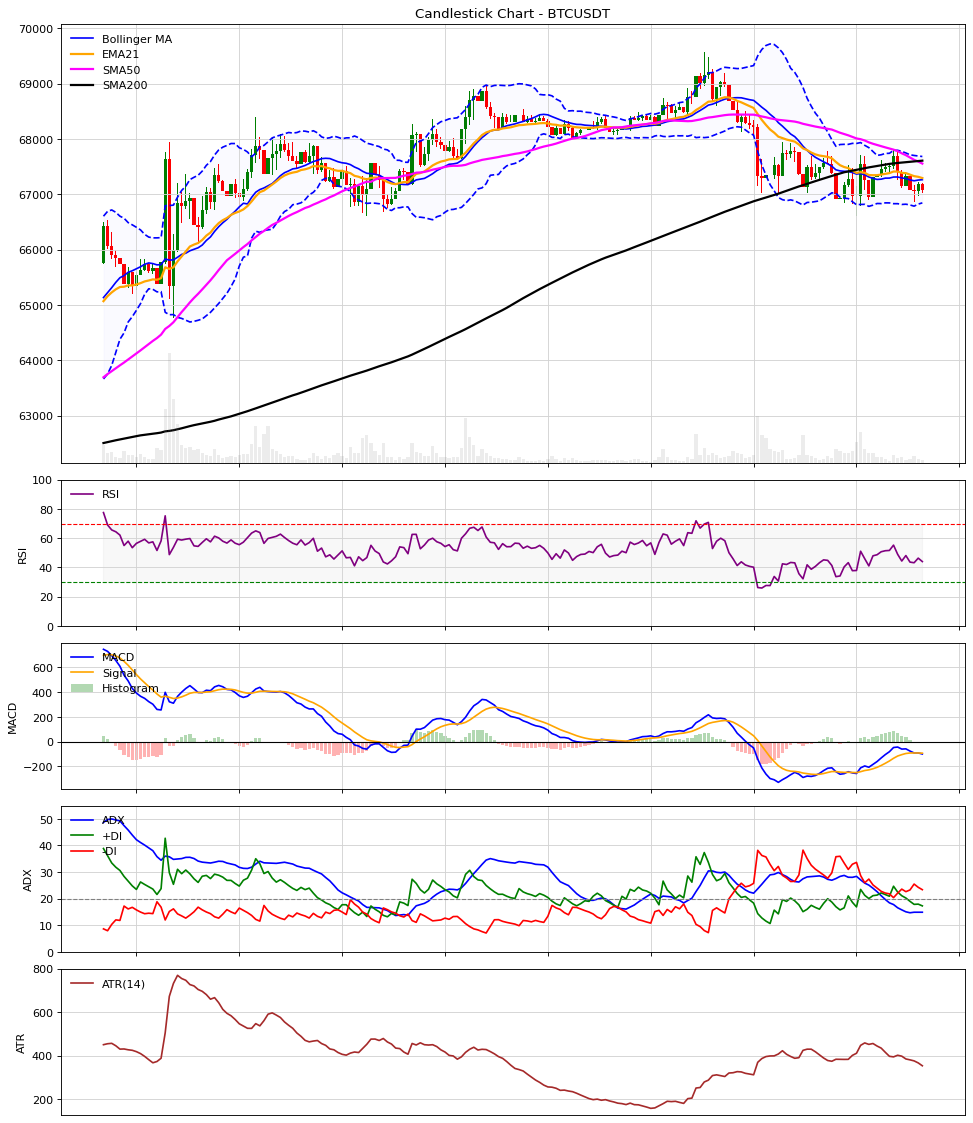 Candlestick Chart - BTCUSDT
70000
69000
68000
67000
66000
65000
64000
63000
Bollinger MA
EMA21
SMA50
SMA200
RSI
100
80
60
40
20
0
RSI
MACD
600
400
200
0
−200
MACD
Signal
Histogram
ADX
50
40
30
20
10
0
ADX
+DI
-DI
ATR
800
600
400
200
ATR(14)